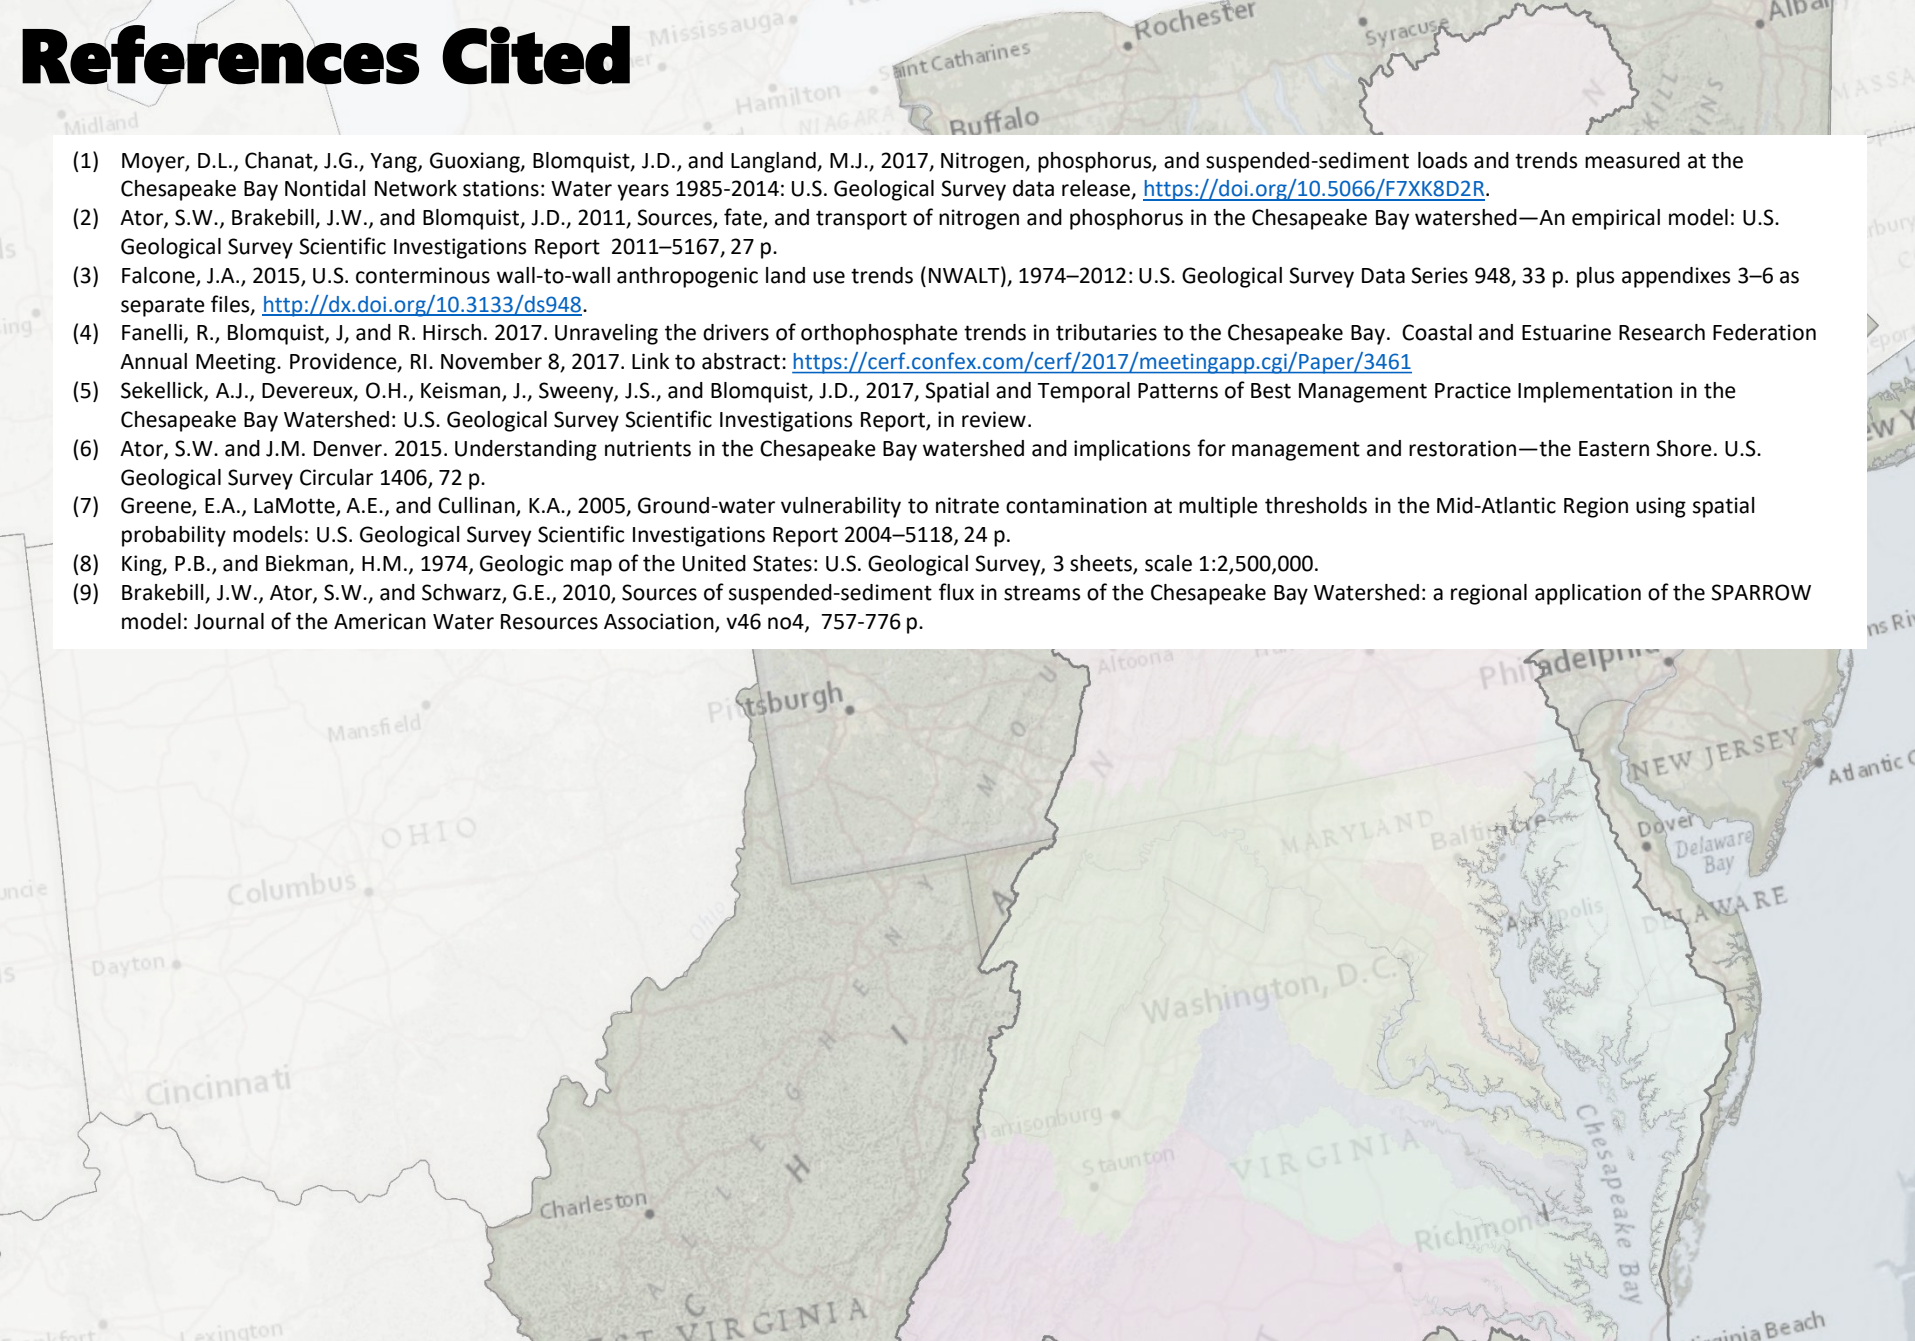 References Cited
(1) Moyer, D.L., Chanat, J.G., Yang, Guoxiang, Blomquist, J.D., and Langland, M.J., 2017, Nitrogen, phosphorus, and suspended-sediment loads and trends measured at the
Chesapeake Bay Nontidal Network stations: Water years 1985-2014: U.S. Geological Survey data release, https://doi.org/10.5066/F7XK8D2R.
(2) Ator, S.W., Brakebill, J.W., and Blomquist, J.D., 2011, Sources, fate, and transport of nitrogen and phosphorus in the Chesapeake Bay watershed—An empirical model: U.S.
Geological Survey Scientific Investigations Report 2011–5167, 27 p.
(3) Falcone, J.A., 2015, U.S. conterminous wall-to-wall anthropogenic land use trends (NWALT), 1974–2012: U.S. Geological Survey Data Series 948, 33 p. plus appendixes 3–6 as
separate files, http://dx.doi.org/10.3133/ds948.
(4) Fanelli, R., Blomquist, J, and R. Hirsch. 2017. Unraveling the drivers of orthophosphate trends in tributaries to the Chesapeake Bay. Coastal and Estuarine Research Federation
Annual Meeting. Providence, RI. November 8, 2017. Link to abstract: https://cerf.confex.com/cerf/2017/meetingapp.cgi/Paper/3461
(5) Sekellick, A.J., Devereux, O.H., Keisman, J., Sweeny, J.S., and Blomquist, J.D., 2017, Spatial and Temporal Patterns of Best Management Practice Implementation in the
Chesapeake Bay Watershed: U.S. Geological Survey Scientific Investigations Report, in review.
(6) Ator, S.W. and J.M. Denver. 2015. Understanding nutrients in the Chesapeake Bay watershed and implications for management and restoration—the Eastern Shore. U.S.
Geological Survey Circular 1406, 72 p.
(7) Greene, E.A., LaMotte, A.E., and Cullinan, K.A., 2005, Ground-water vulnerability to nitrate contamination at multiple thresholds in the Mid-Atlantic Region using spatial
probability models: U.S. Geological Survey Scientific Investigations Report 2004–5118, 24 p.
(8) King, P.B., and Biekman, H.M., 1974, Geologic map of the United States: U.S. Geological Survey, 3 sheets, scale 1:2,500,000.
(9) Brakebill, J.W., Ator, S.W., and Schwarz, G.E., 2010, Sources of suspended-sediment flux in streams of the Chesapeake Bay Watershed: a regional application of the SPARROW
model: Journal of the American Water Resources Association, v46 no4, 757-776 p.
Mississauga
Rochester
Syracuse
Saint Catharines
Hamilton
NIAGARA
Midland
Buffalo
Altoona
Philadelphia
Pittsburgh
Mansfield
NEW JERSEY
OHIO
MARYLAND
Baltimore
Dover
Delaware
Bay
Columbus
Annapolis
DELAWARE
Dayton
Washington, D.C.
Cincinnati
Harrisonburg
Staunton
VIRGINIA
Chesapeake Bay
Charleston
Richmond
VIRGINIA
Lexington